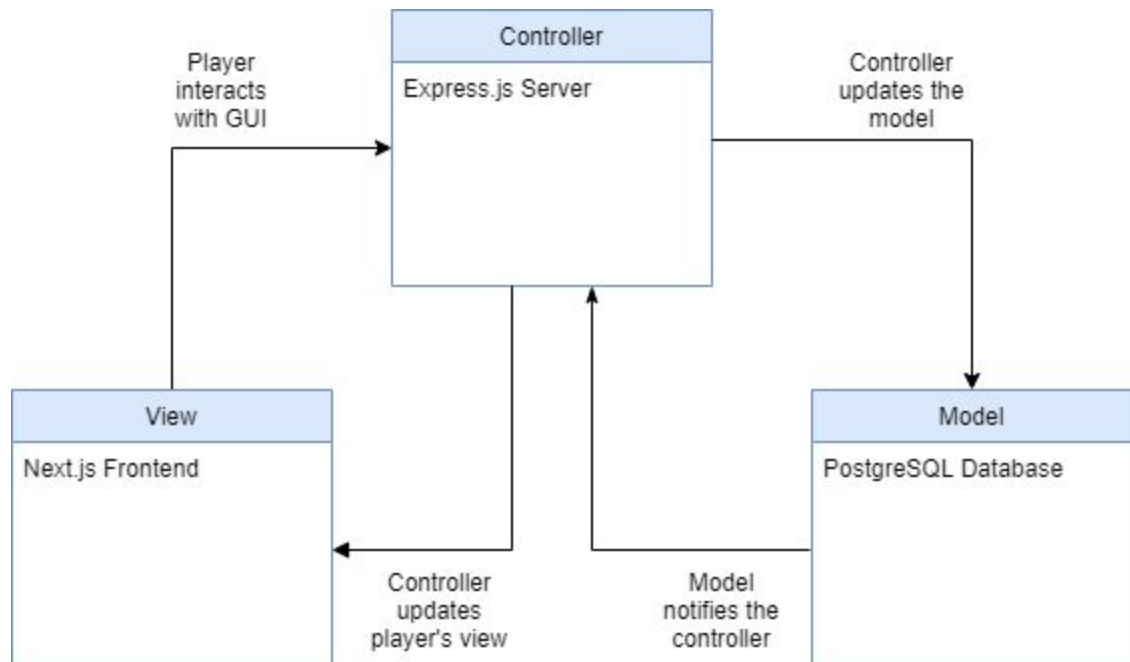 Controller
Express.js Server
Player
interacts
with GUI
Controller
updates the
model
View
Next.js Frontend
Model
PostgreSQL Database
Controller
updates
player's view
Model
notifies the
controller